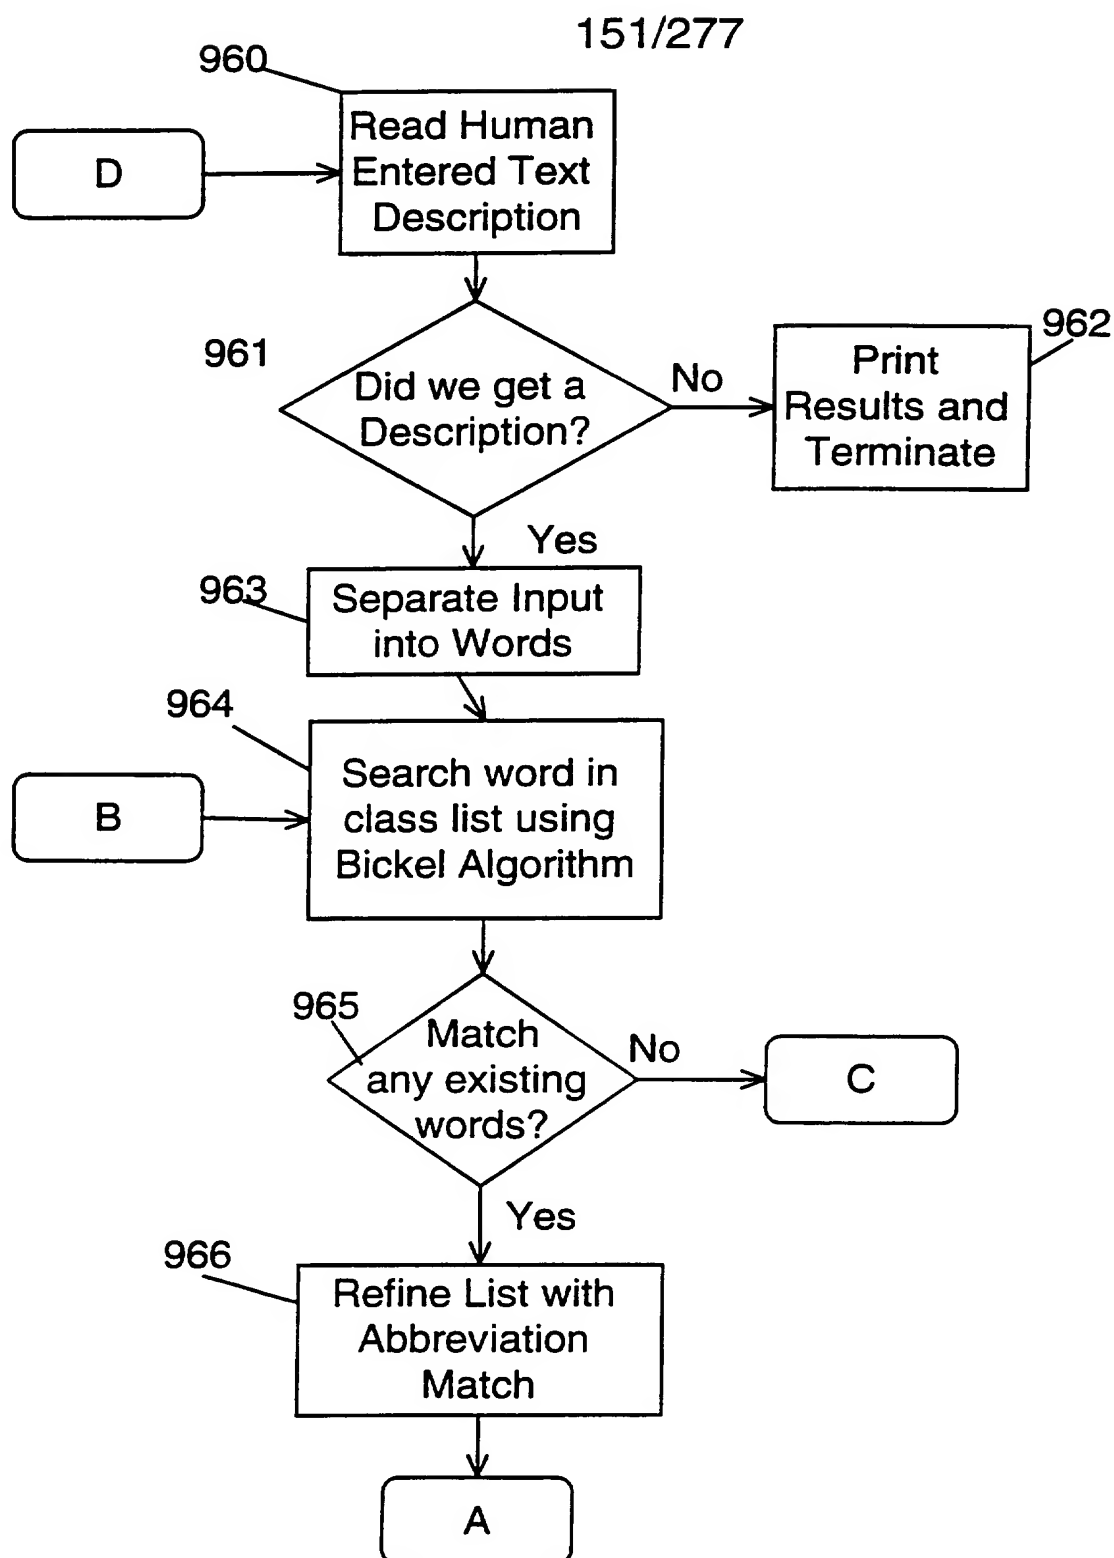 151/277
960
Read Human
Entered Text
Description
D
961
Did we get a
Description?
No
962
Print
Results and
Terminate
Yes
963
Separate Input
into Words
964
Search word in
class list using
Bickel Algorithm
B
965
Match
any existing
words?
No
C
Yes
966
Refine List with
Abbreviation
Match
A